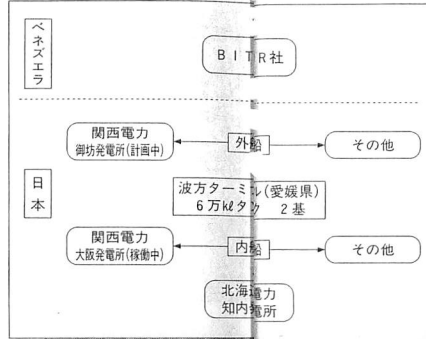 ベネズエラ
BITR社
関西電力
御坊発電所(計画中)
外船
その他
日本
波方ターミナル(愛媛県)
6万klタンク 2基
関西電力
大阪発電所(稼働中)
内船
その他
北海道電力
知内発電所